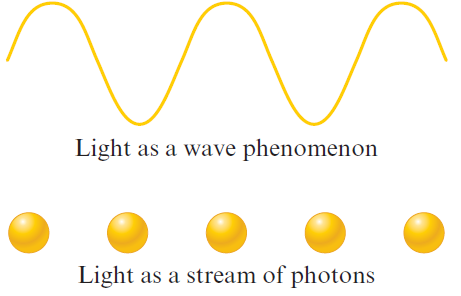 Light as a wave phenomenon
Light as a stream of photons